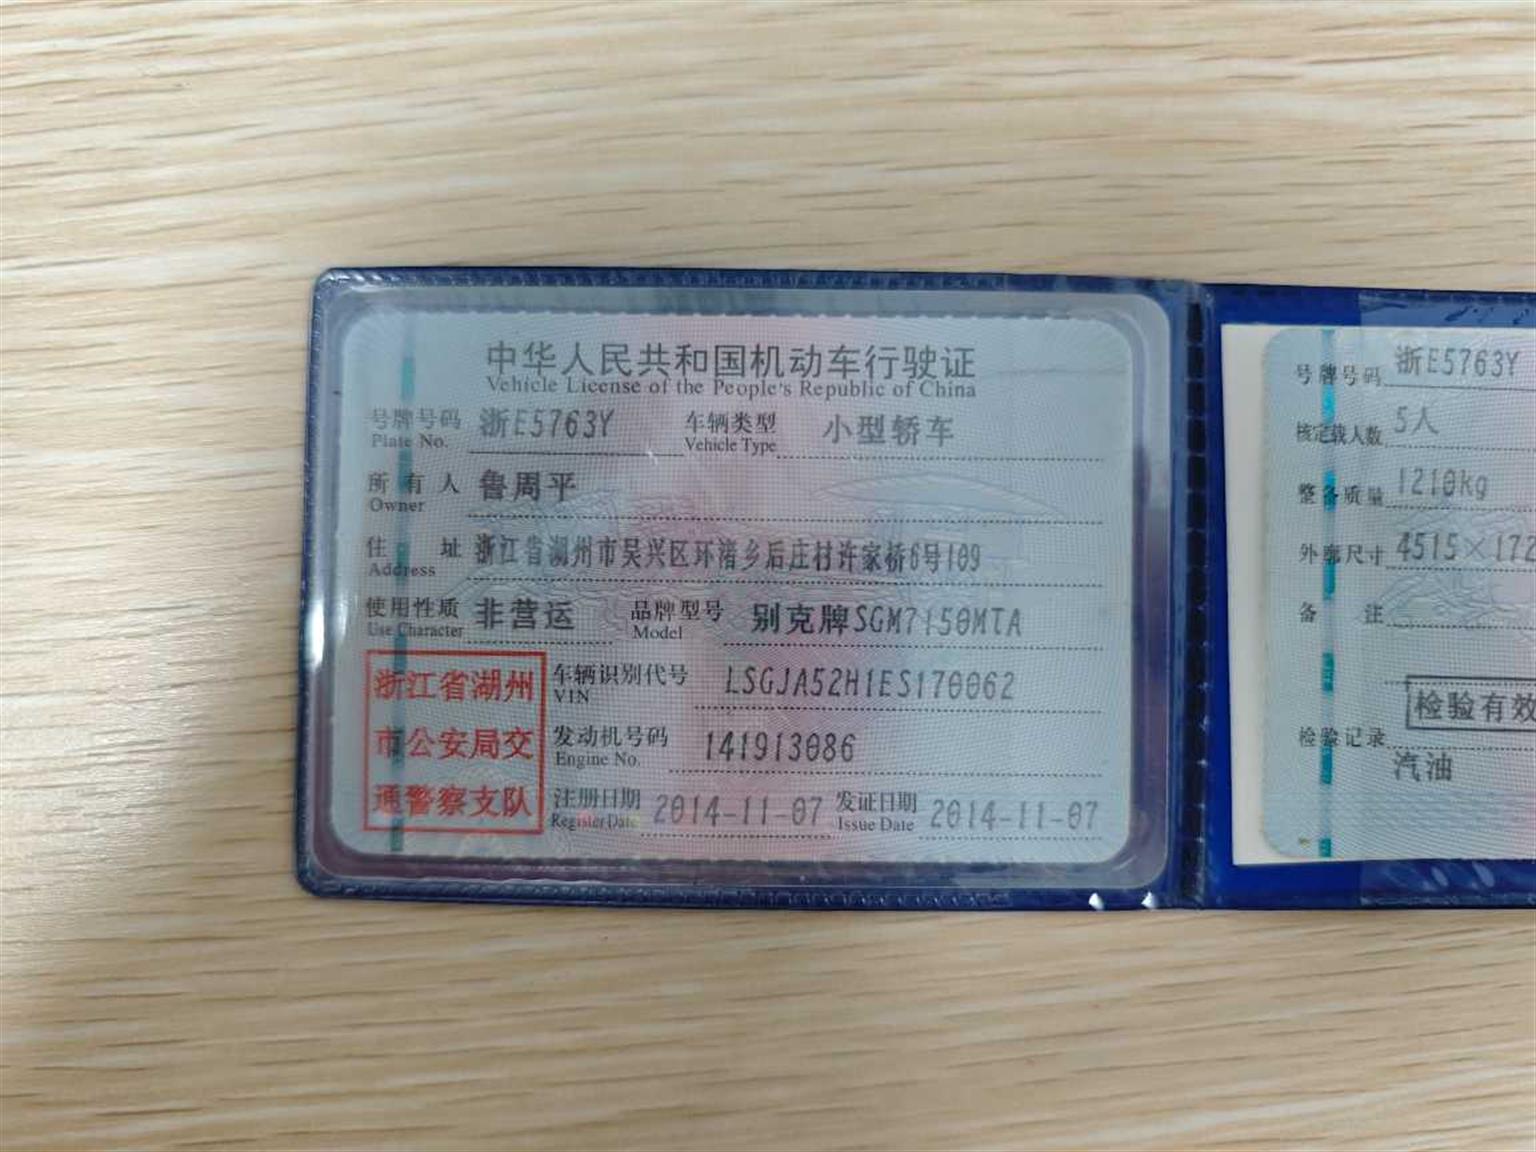 中华人民共和国机动车行驶证
Vehicle License of the People's Republic of China
号牌号码 浙E5763Y 车辆类型 小型轿车
Plate No. Vehicle Type
所有人 鲁周平
Owner
住址 浙江省湖州市吴兴区环渚乡后庄村许家桥6号109
Address
使用性质 非营运 品牌型号 别克牌SGM7150MTA
Use Character Model
浙江省湖州
市公安局交
通警察支队
车辆识别代号 LSGJA52H1ES170062
VIN
发动机号码 141913086
Engine No.
注册日期 2014-11-07 发证日期 2014-11-07
Register Date Issue Date
号牌号码 浙E5763Y
核定载人数 5人
整备质量 1210kg
外廓尺寸 4515×172
备注
检验有效
检验记录
汽油